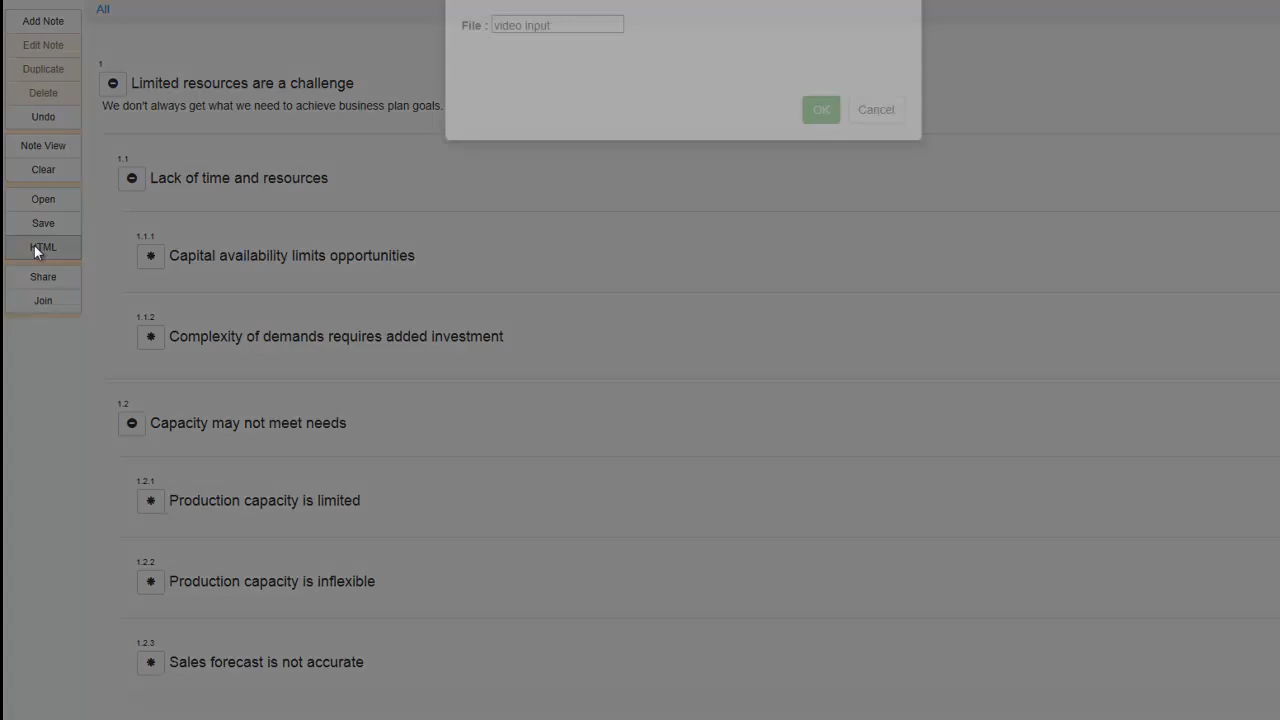 Add Note
Edit Note
Duplicate
Delete
Undo
Note View
Clear
Open
Save
HTML
Share
Join
All
File :
video input
OK
Cancel
1
Limited resources are a challenge
We don't always get what we need to achieve business plan goals.
1.1
Lack of time and resources
1.1.1
Capital availability limits opportunities
1.1.2
Complexity of demands requires added investment
1.2
Capacity may not meet needs
1.2.1
Production capacity is limited
1.2.2
Production capacity is inflexible
1.2.3
Sales forecast is not accurate